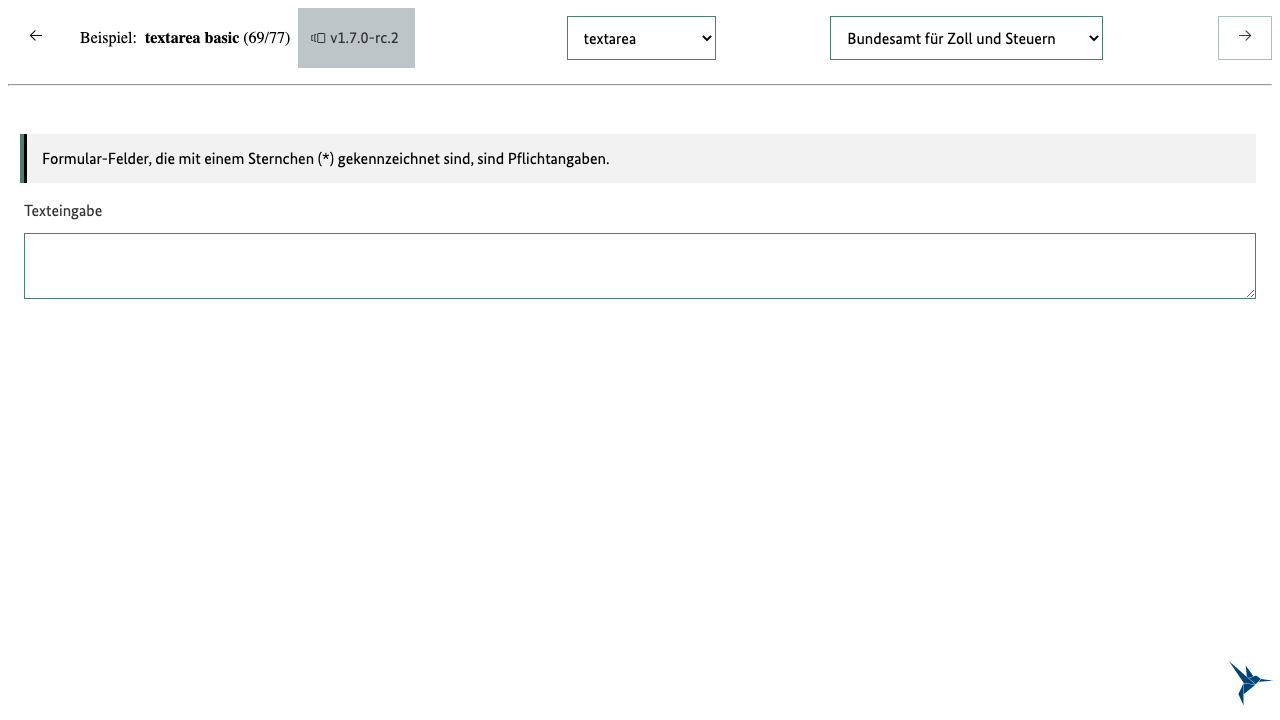 Beispiel: textarea basic (69/77) v1.7.0-rc.2 textarea Bundesamt für Zoll und Steuern
Formular-Felder, die mit einem Sternchen (*) gekennzeichnet sind, sind Pflichtangaben.
Texteingabe